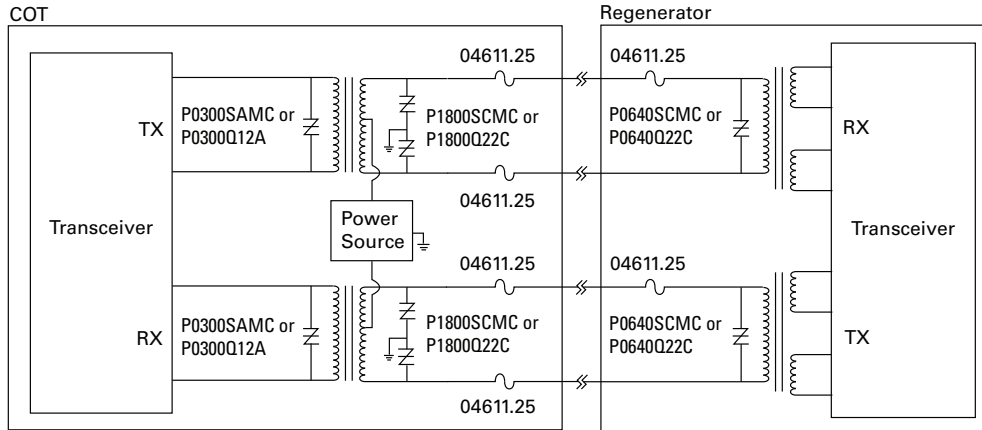 COT
Regenerator
04611.25
04611.25
TX
P0300SAMC or
P0300Q12A
P1800SCMC or
P1800Q22C
P0640SCMC or
P0640Q22C
RX
04611.25
Transceiver
Power
Source
Transceiver
04611.25
04611.25
RX
P0300SAMC or
P0300Q12A
P1800SCMC or
P1800Q22C
P0640SCMC or
P0640Q22C
TX
04611.25